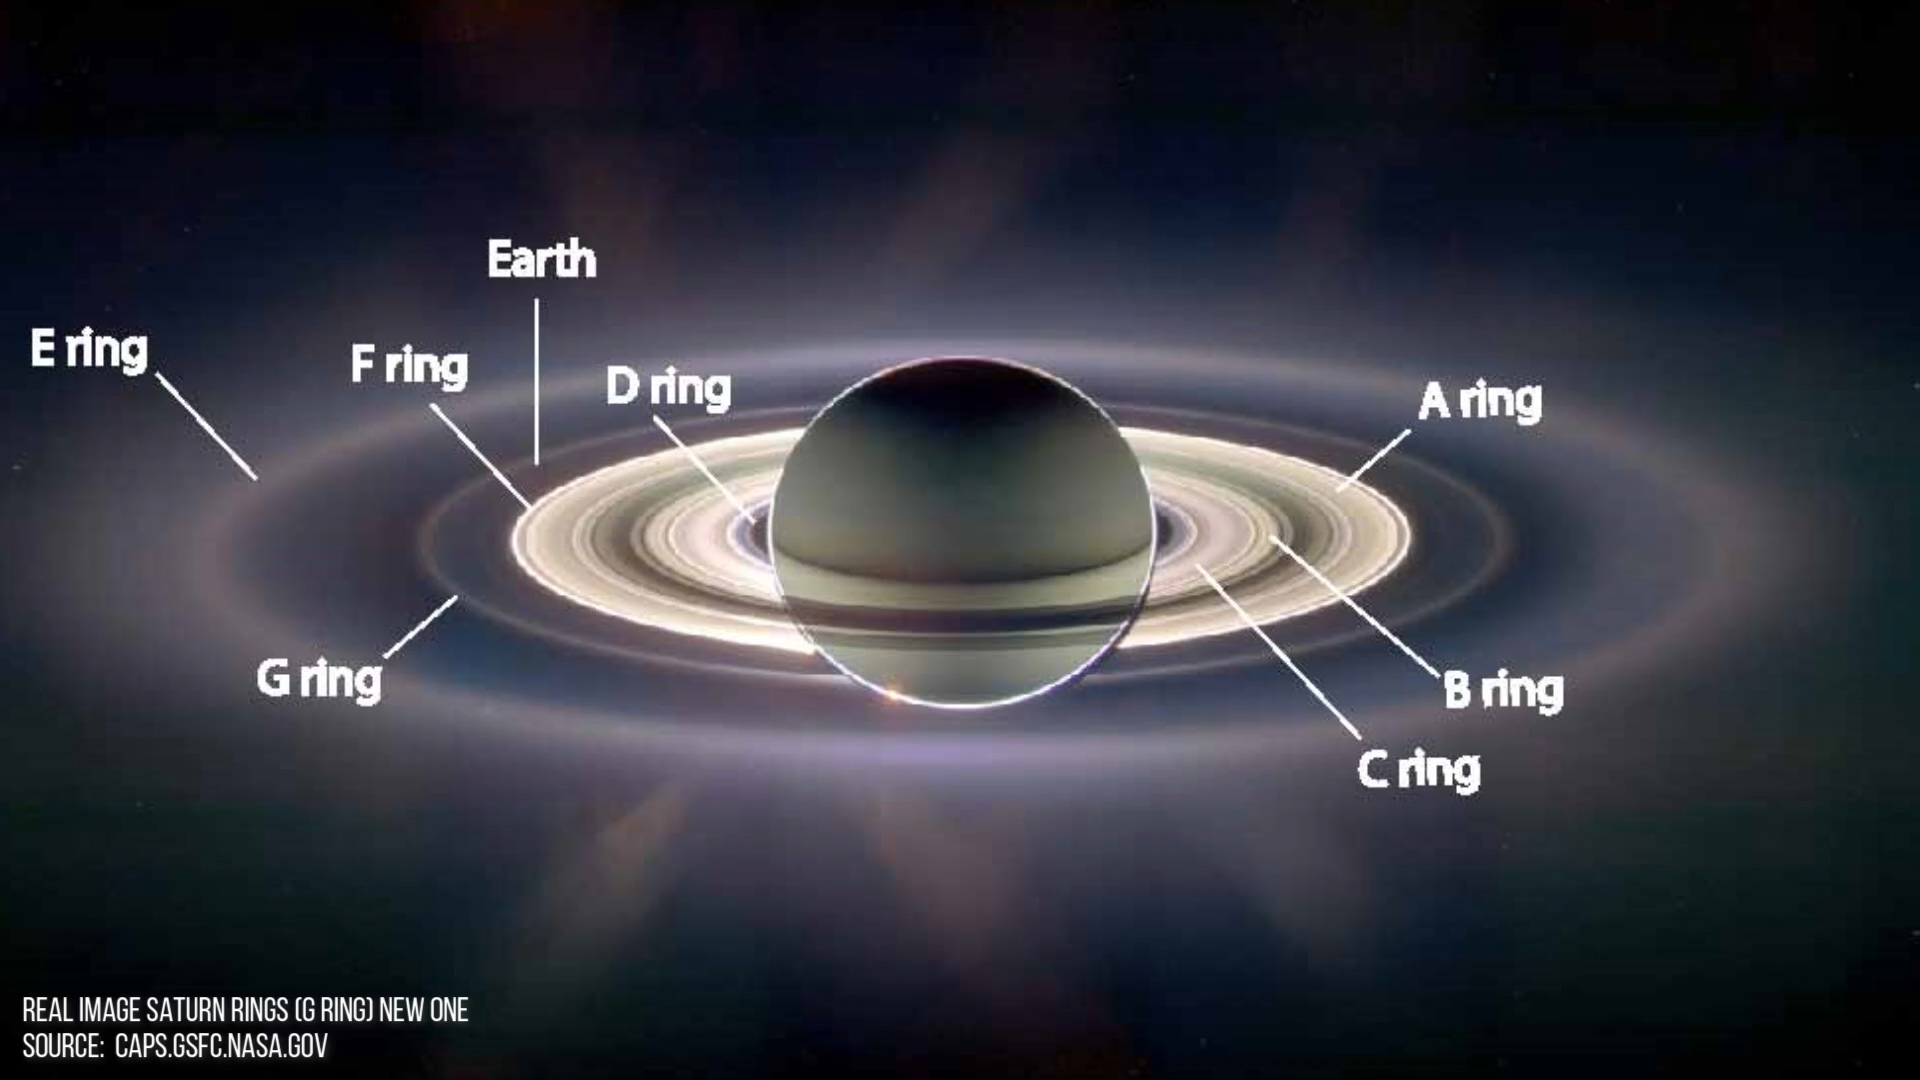 Earth
E ring
F ring
D ring
A ring
G ring
B ring
C ring
REAL IMAGE SATURN RINGS (G RING) NEW ONE
SOURCE: CAPS.GSFC.NASA.GOV